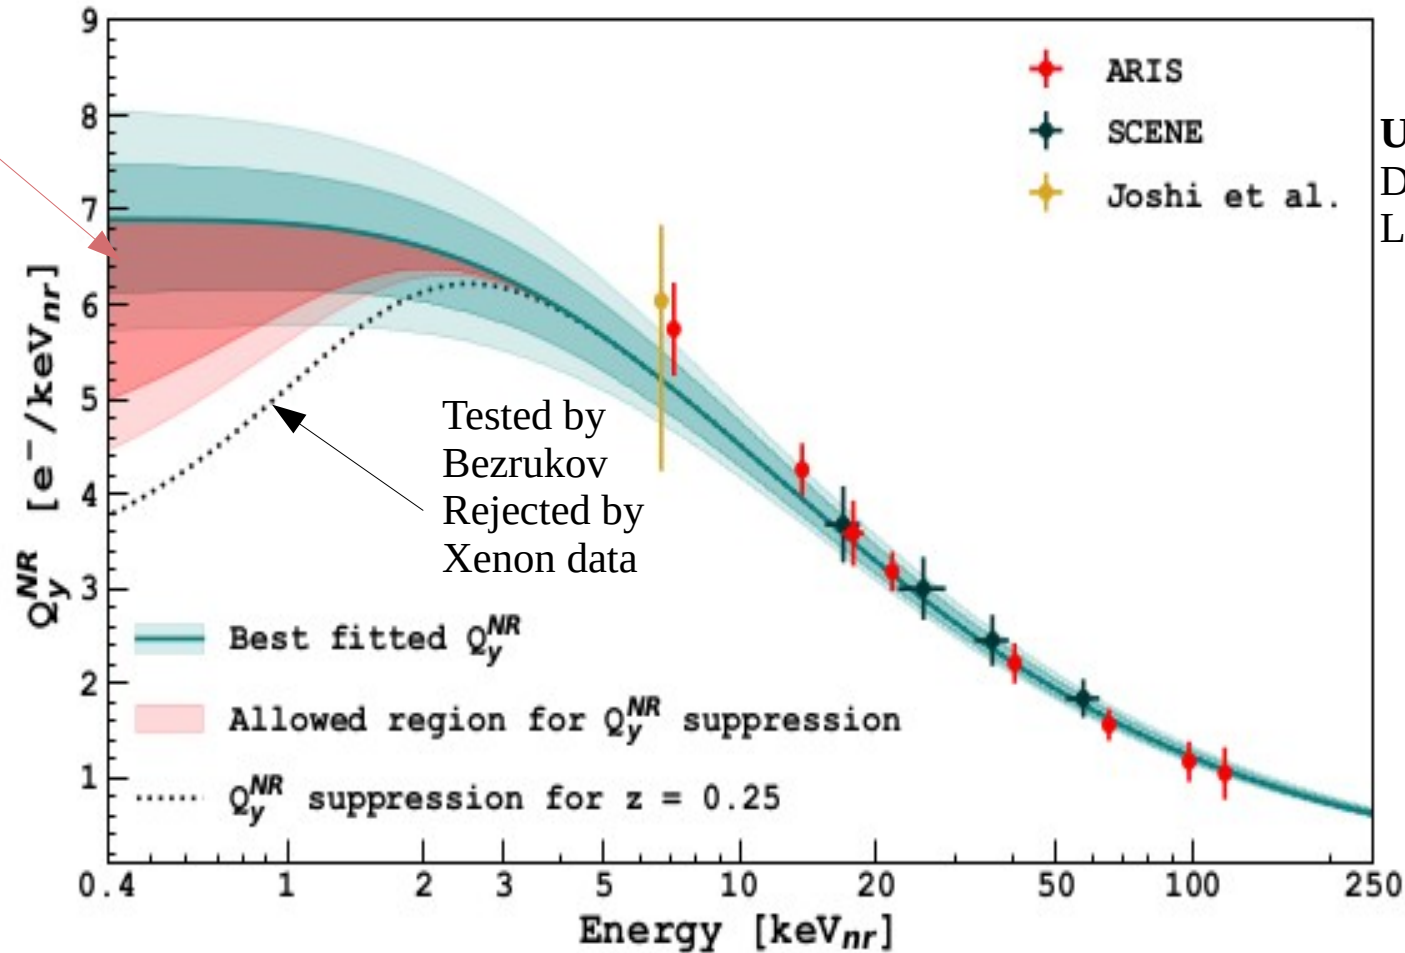 9
8
7
6
5
4
3
2
1
Q_y^NR [e⁻/keV_nr]
ARIS
SCENE
Joshi et al.
U
D
L
Tested by
Bezrukov
Rejected by
Xenon data
Best fitted Q_y^NR
Allowed region for Q_y^NR suppression
Q_y^NR suppression for z = 0.25
0.4 1 2 3 5 10 20 50 100 250
Energy [keV_nr]